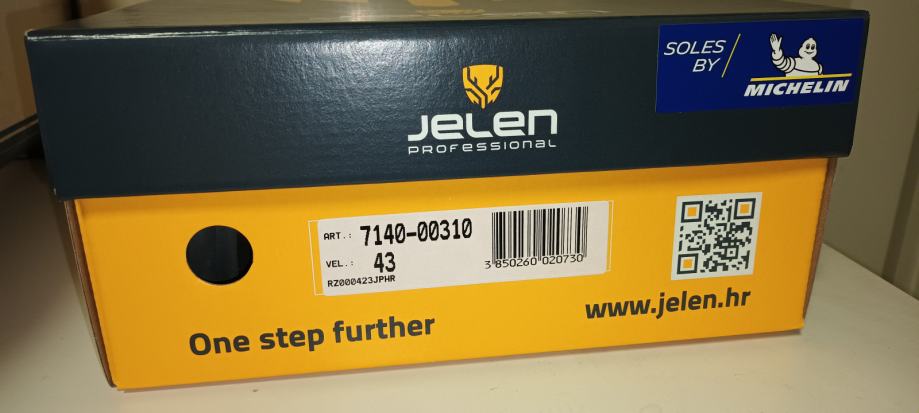 SOLES
BY
MICHELIN
JELEN
PROFESSIONAL
ART.: 7140-00310
VEL.: 43
RZ000423JPHR
3 850260 020730
www.jelen.hr
One step further